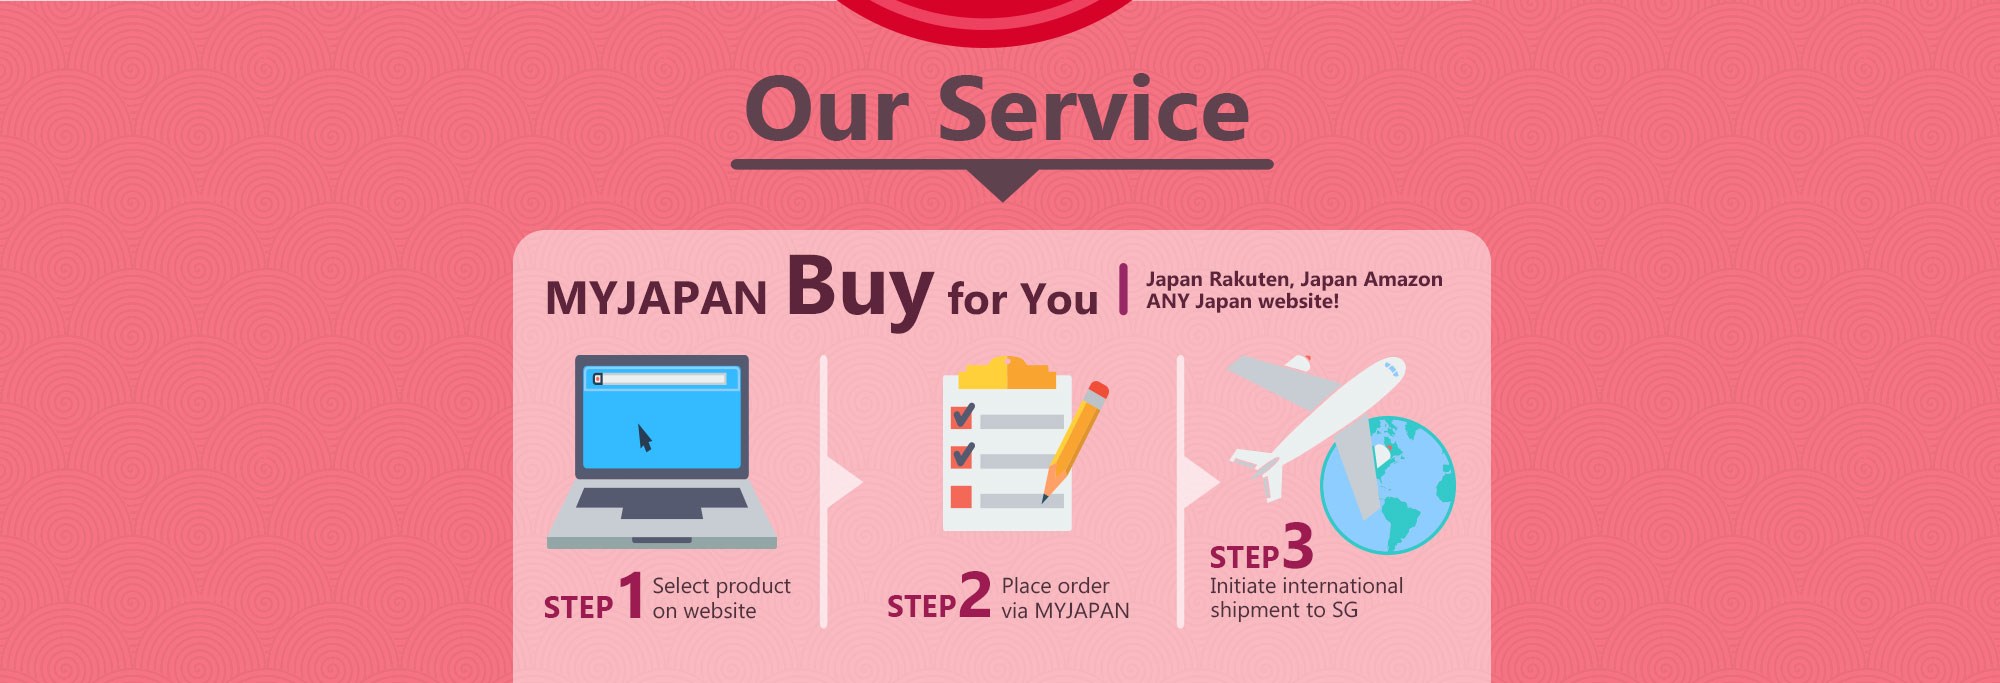 Our Service
MYJAPAN Buy for You
Japan Rakuten, Japan Amazon
ANY Japan website!
STEP 1 Select product
on website
STEP 2 Place order
via MYJAPAN
STEP 3
Initiate international
shipment to SG